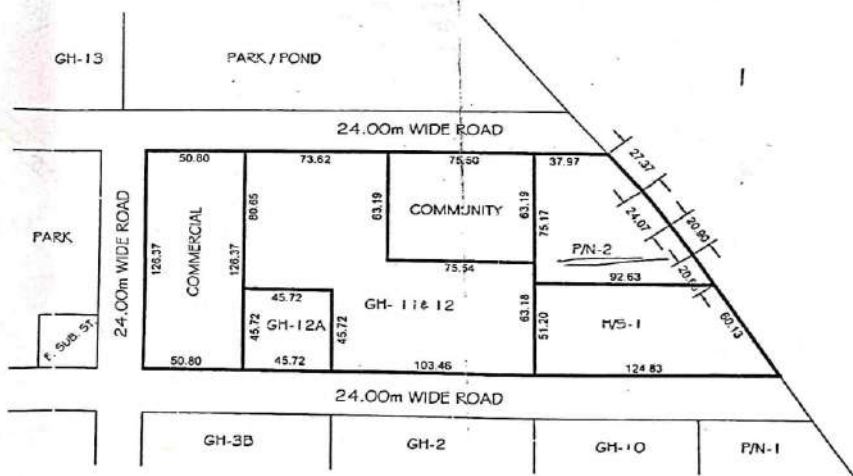 GH-13
PARK / POND
24.00m WIDE ROAD
50.80
73.62
75.50
37.97
27.37
24.07
20.90
60.13
PARK
24.00m WIDE ROAD
126.37
COMMERCIAL
126.37
80.65
63.19
COMMUNITY
63.19
75.17
P/N-2
75.54
92.63
45.72
GH-11&12
63.18
45.72
GH-12A
45.72
51.20
H/S-1
F. SUB. ST.
50.80
45.72
103.46
124.83
24.00m WIDE ROAD
GH-3B
GH-2
GH-10
P/N-1